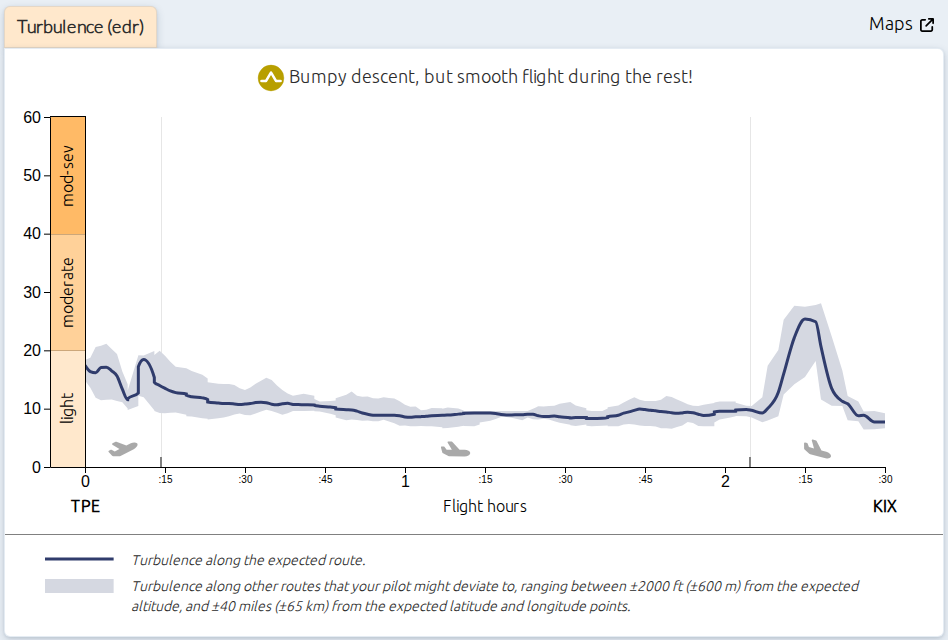 Turbulence (edr)
Maps
Bumpy descent, but smooth flight during the rest!
60
50
40
30
20
10
0
mod-sev
moderate
light
0 :15 :30 :45 1 :15 :30 :45 2 :15 :30
TPE Flight hours KIX
Turbulence along the expected route.
Turbulence along other routes that your pilot might deviate to, ranging between ±2000 ft (±600 m) from the expected
altitude, and ±40 miles (±65 km) from the expected latitude and longitude points.